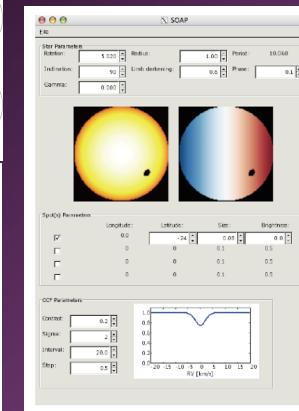 SOAP
File
Star Parameters
Rotation: 5.020 Radius: 1.00 Period: 10.060
Inclination: 90 Limb darkening: 0.6 Phase: 0.1
Gamma: 0.000
Spot(s) Parameters
Longitude: Latitude: Size: Brightness:
0.0 -24 0.08 0.0
0 0 0.1 0.5
0 0 0.1 0.5
0 0 0.1 0.5
CCF Parameters
Contrast: 0.2
Sigma: 2
Interval: 20.0
Step: 0.5
1.0
0.8
0.6
0.4
0.2
0.0
-20 -15 -10 -5 0 5 10 15 20
RV [km/s]